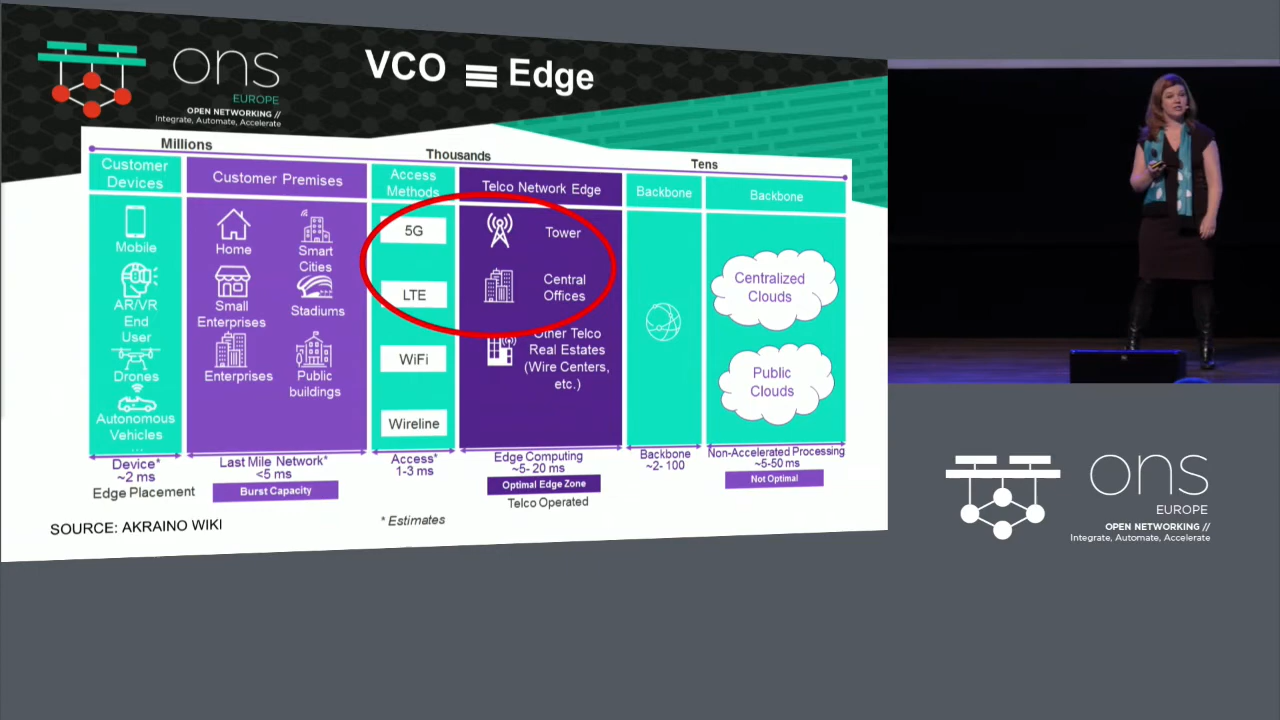 ons
EUROPE
OPEN NETWORKING //
Integrate, Automate, Accelerate
VCO ≡ Edge
Millions
Thousands
Tens
Customer
Devices
Customer Premises
Access
Methods
Telco Network Edge
Backbone
Backbone
Mobile
AR/VR
End
User
Drones
Autonomous
Vehicles
...
Home
Smart
Cities
Small
Enterprises
Stadiums
Enterprises
Public
buildings
5G
LTE
WiFi
Wireline
Tower
Central
Offices
Other Telco
Real Estates
(Wire Centers,
etc.)
Centralized
Clouds
Public
Clouds
Device*
~2 ms
Edge Placement
Last Mile Network*
<5 ms
Burst Capacity
Access*
1-3 ms
Edge Computing
~5- 20 ms
Optimal Edge Zone
Telco Operated
Backbone
~2- 100
Non-Accelerated Processing
~5-50 ms
Not Optimal
* Estimates
SOURCE: AKRAINO WIKI
ons
EUROPE
OPEN NETWORKING //
Integrate, Automate, Accelerate